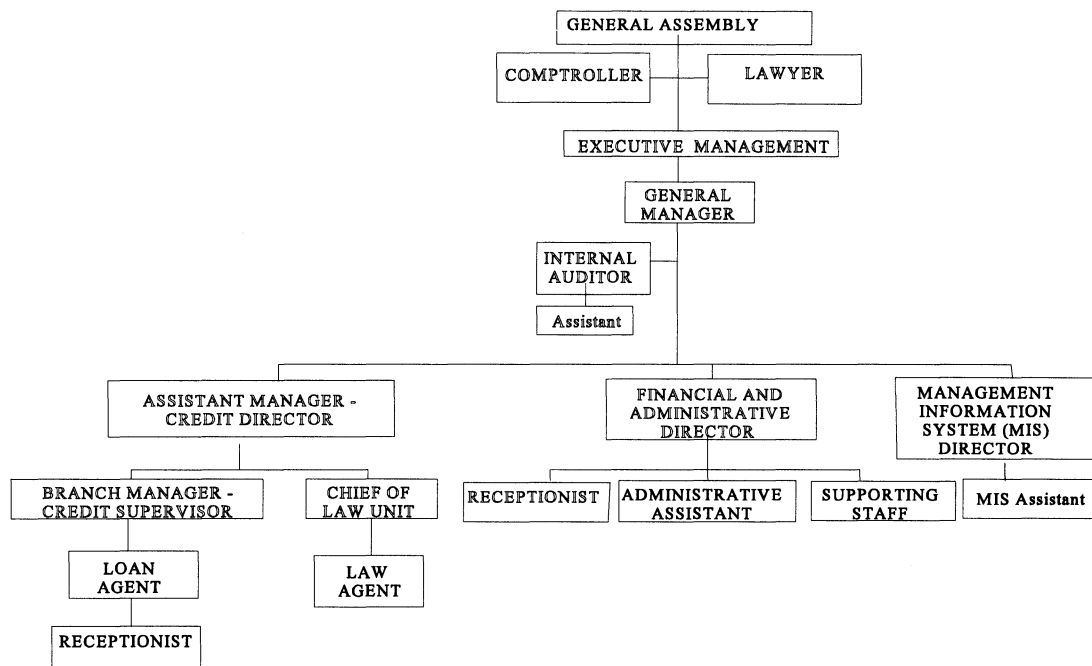 GENERAL ASSEMBLY
COMPTROLLER
LAWYER
EXECUTIVE MANAGEMENT
GENERAL
MANAGER
INTERNAL
AUDITOR
Assistant
ASSISTANT MANAGER -
CREDIT DIRECTOR
FINANCIAL AND
ADMINISTRATIVE
DIRECTOR
MANAGEMENT
INFORMATION
SYSTEM (MIS)
DIRECTOR
BRANCH MANAGER -
CREDIT SUPERVISOR
CHIEF OF
LAW UNIT
RECEPTIONIST
ADMINISTRATIVE
ASSISTANT
SUPPORTING
STAFF
MIS Assistant
LOAN
AGENT
LAW
AGENT
RECEPTIONIST